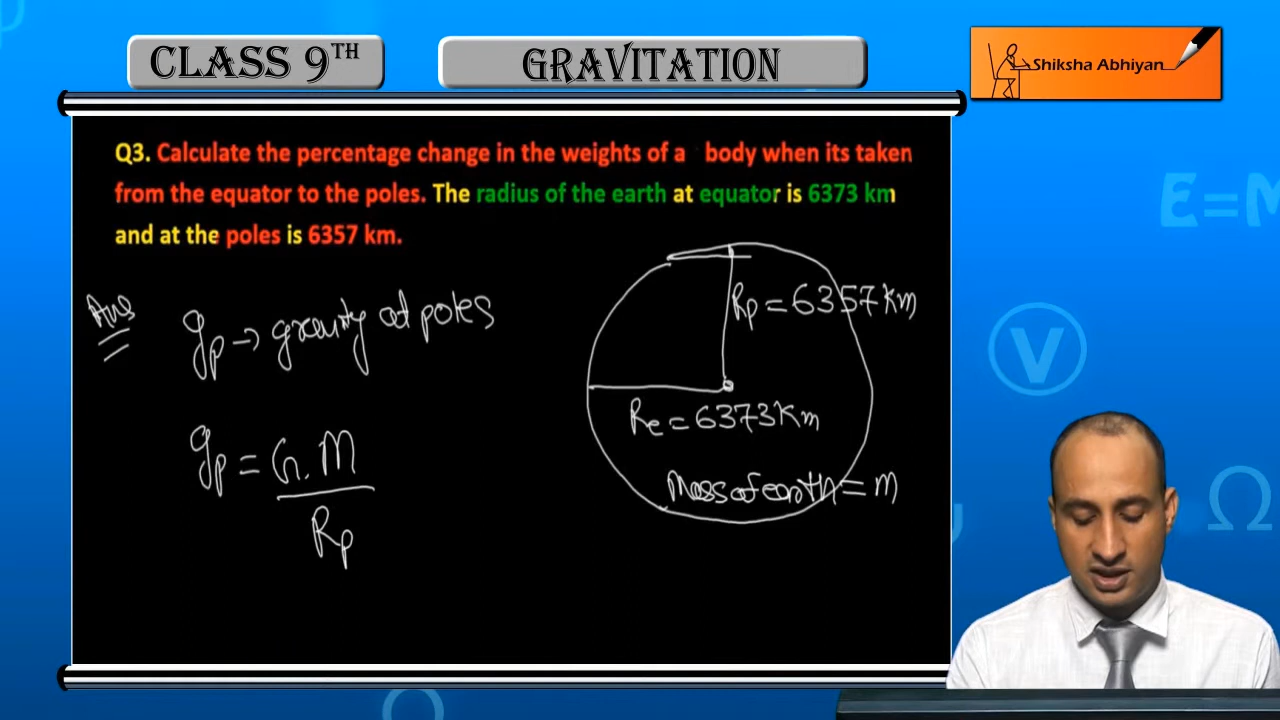 CLASS 9TH
GRAVITATION
Shiksha Abhiyan
Q3. Calculate the percentage change in the weights of a body when its taken
from the equator to the poles. The radius of the earth at equator is 6373 km
and at the poles is 6357 km.
Ans
gp → gravity at poles
gp = G.M
Rp
Rp = 6357 Km
Re = 6373 Km
Mass of earth = M
E=M
V
Ω
Ω